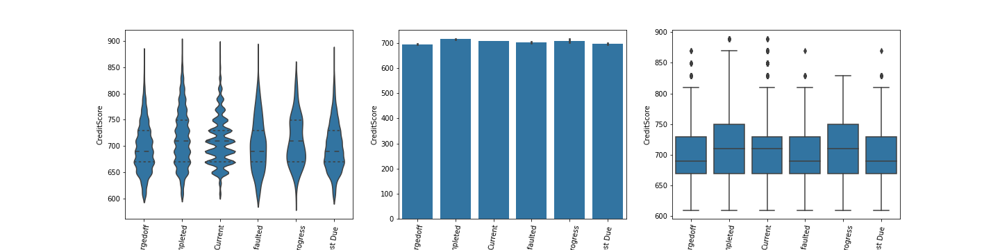 CreditScore
900
850
800
750
700
650
600
rgedoff
mpleted
Current
faulted
rogress
st Due
CreditScore
700
600
500
400
300
200
100
0
rgedoff
mpleted
Current
faulted
rogress
st Due
CreditScore
900
850
800
750
700
650
600
rgedoff
mpleted
Current
faulted
rogress
st Due